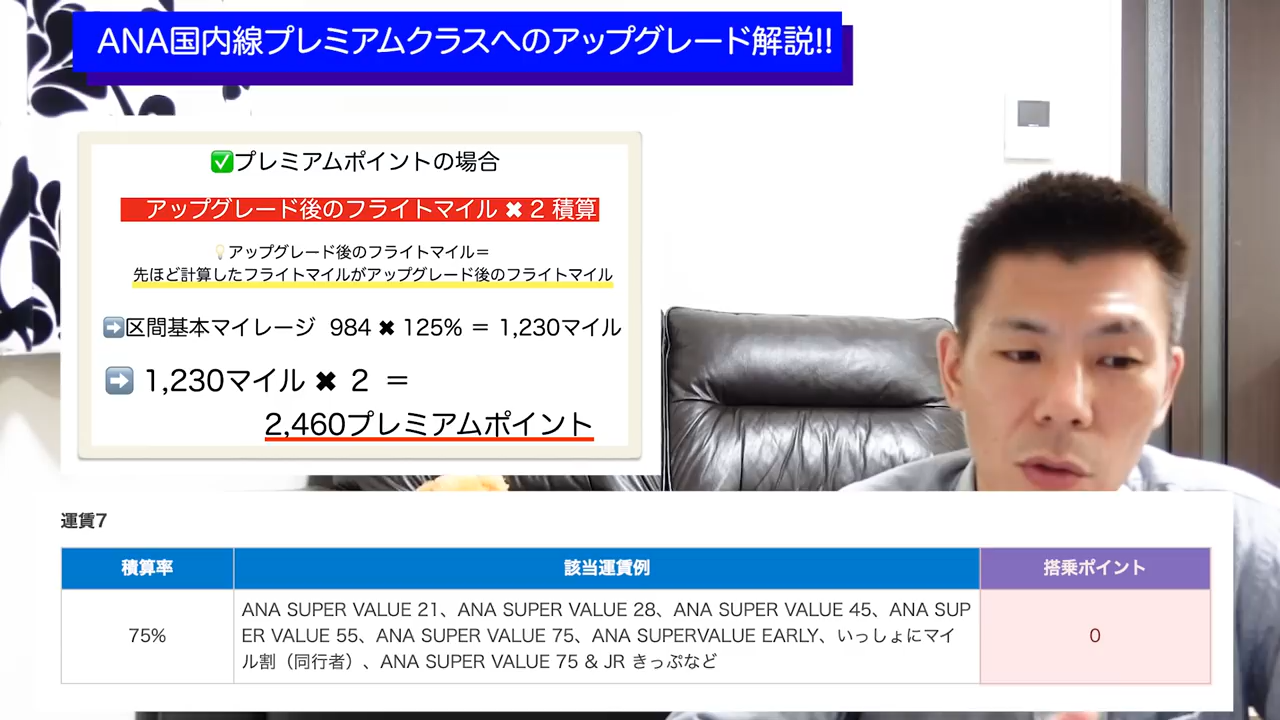 ANA国内線プレミアムクラスへのアップグレード解説!!
✅プレミアムポイントの場合
アップグレード後のフライトマイル ✖ 2 積算
💡アップグレード後のフライトマイル＝
先ほど計算したフライトマイルがアップグレード後のフライトマイル
➡区間基本マイレージ 984 ✖ 125% ＝ 1,230マイル
➡ 1,230マイル ✖ 2 ＝
2,460プレミアムポイント
運賃7
積算率 該当運賃例 搭乗ポイント
ANA SUPER VALUE 21、ANA SUPER VALUE 28、ANA SUPER VALUE 45、ANA SUP
75% ER VALUE 55、ANA SUPER VALUE 75、ANA SUPERVALUE EARLY、いっしょにマイ 0
ル割（同行者）、ANA SUPER VALUE 75 & JR きっぷなど